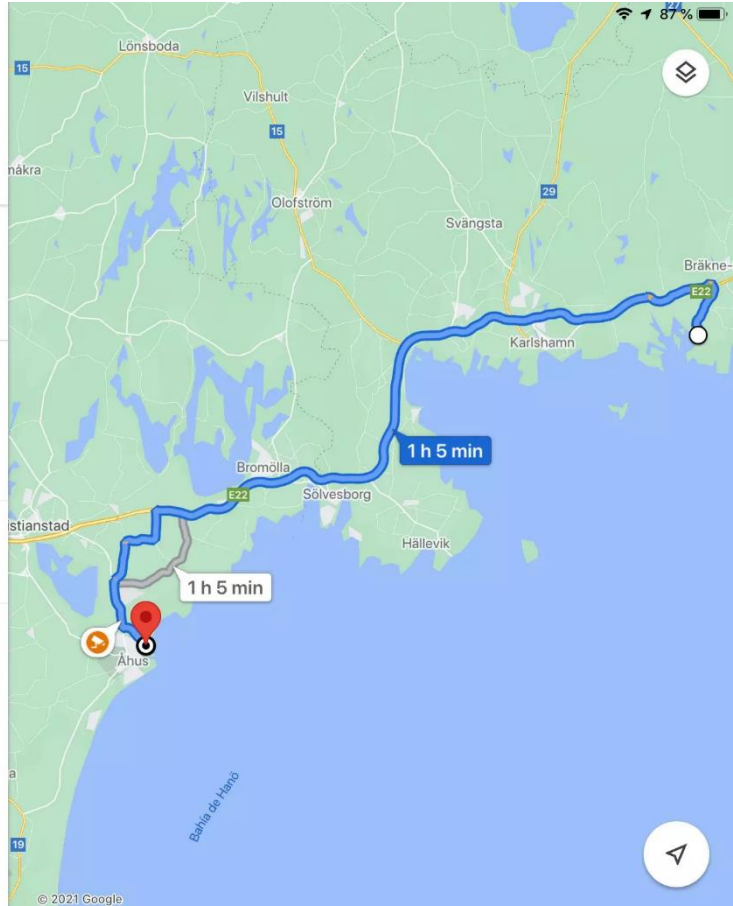 87 %
Lönsboda
15
Vilshult
15
måkra
Olofström
29
Svängsta
Bräkne-
E22
Karlshamn
1 h 5 min
Bromölla
E22
Sölvesborg
istianstad
Hällevik
1 h 5 min
Åhus
a
Bahía de Hanö
19
© 2021 Google